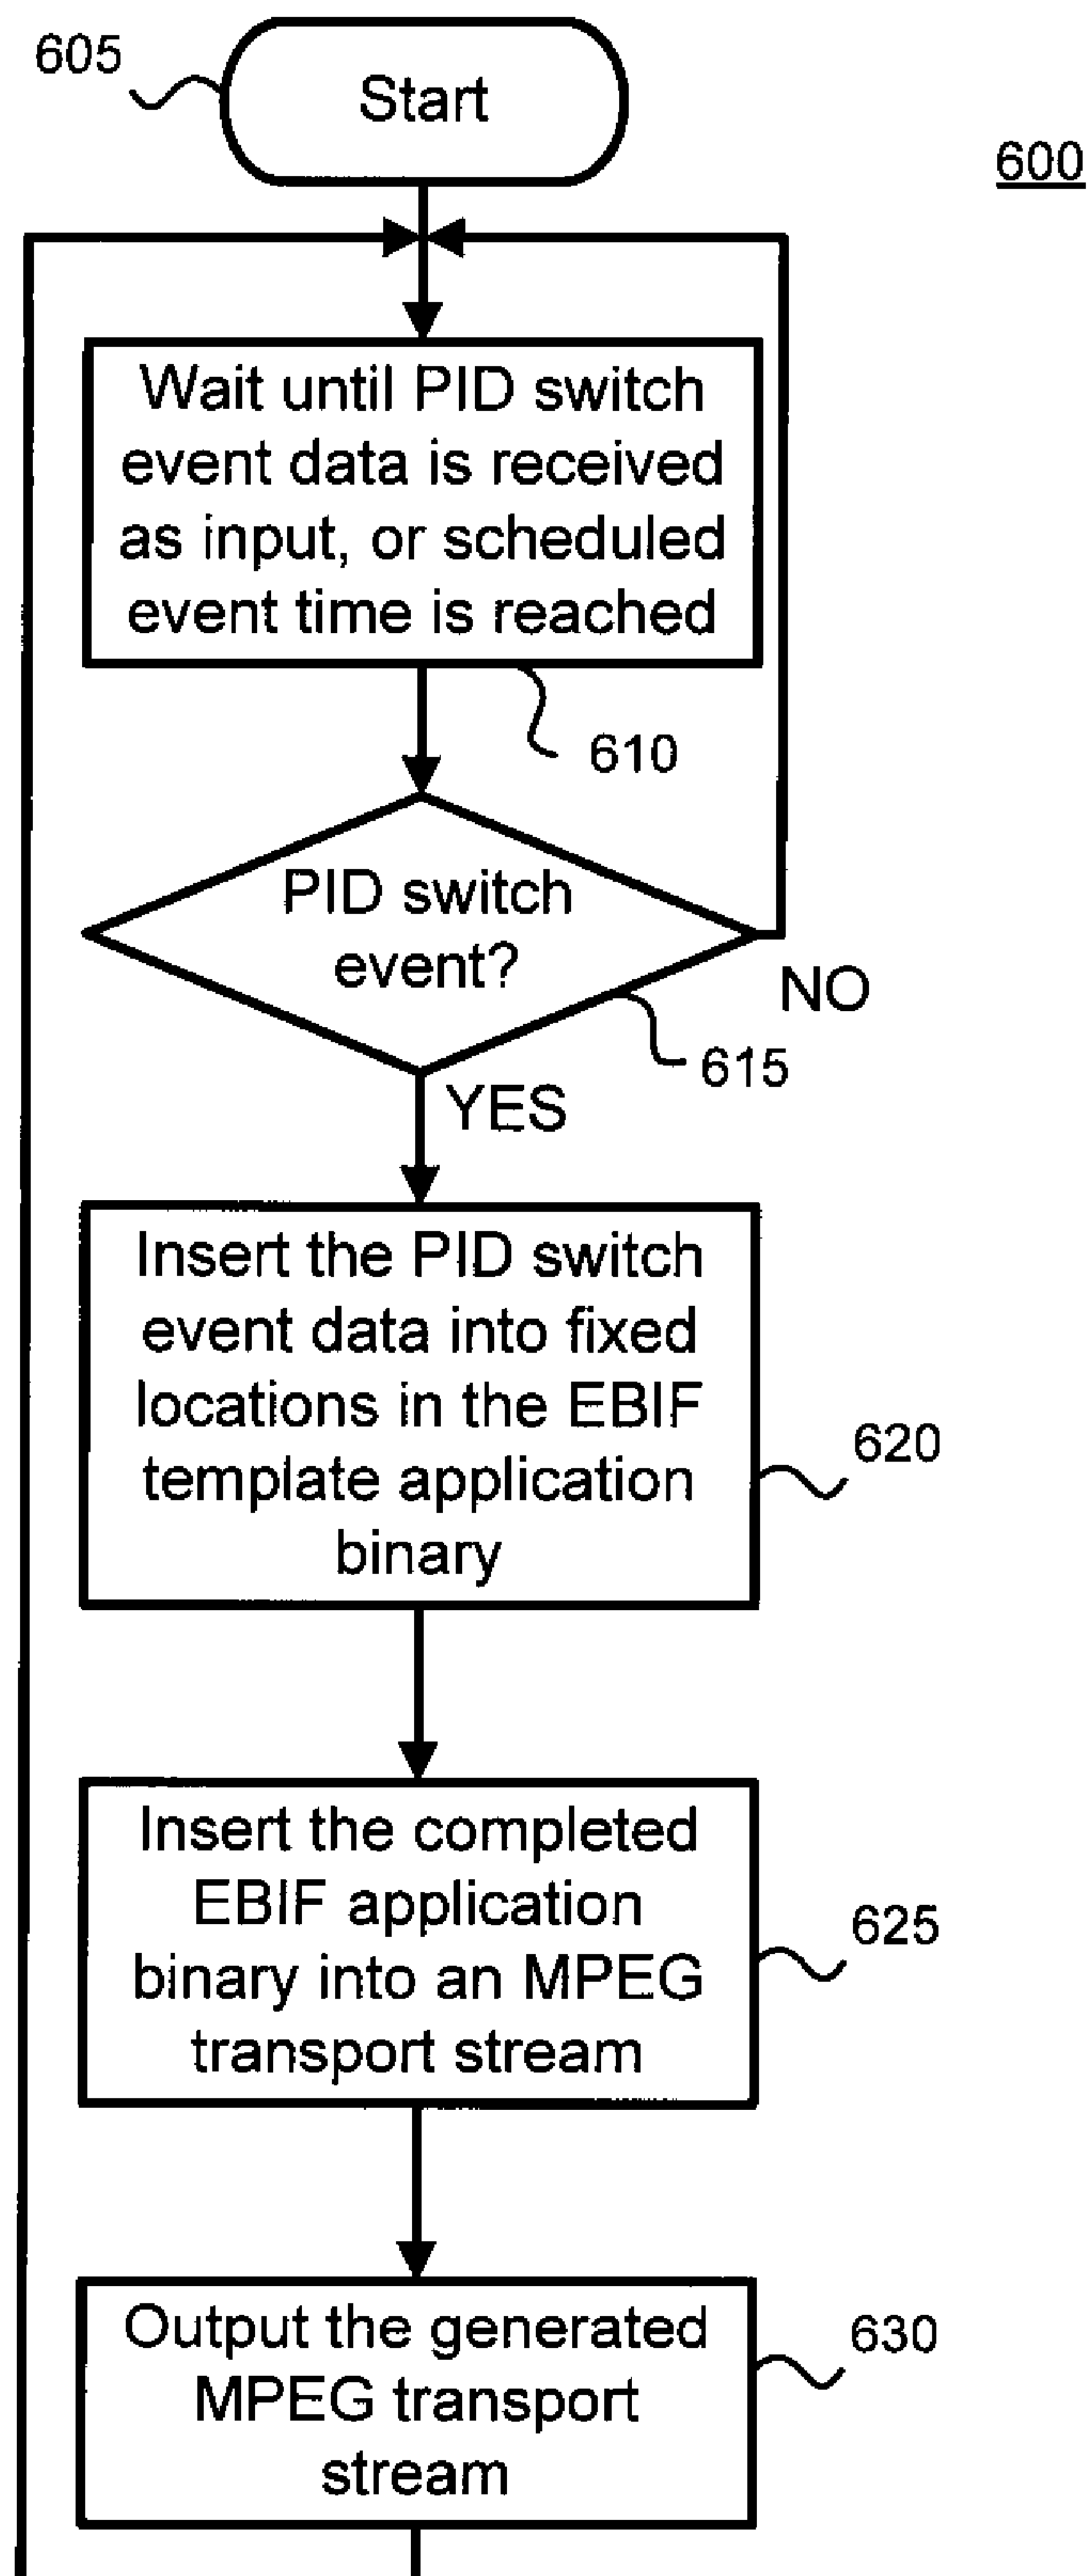 605
Start
600
Wait until PID switch
event data is received
as input, or scheduled
event time is reached
610
PID switch
event?
NO
615
YES
Insert the PID switch
event data into fixed
locations in the EBIF
template application
binary
620
Insert the completed
EBIF application
binary into an MPEG
transport stream
625
Output the generated
MPEG transport
stream
630